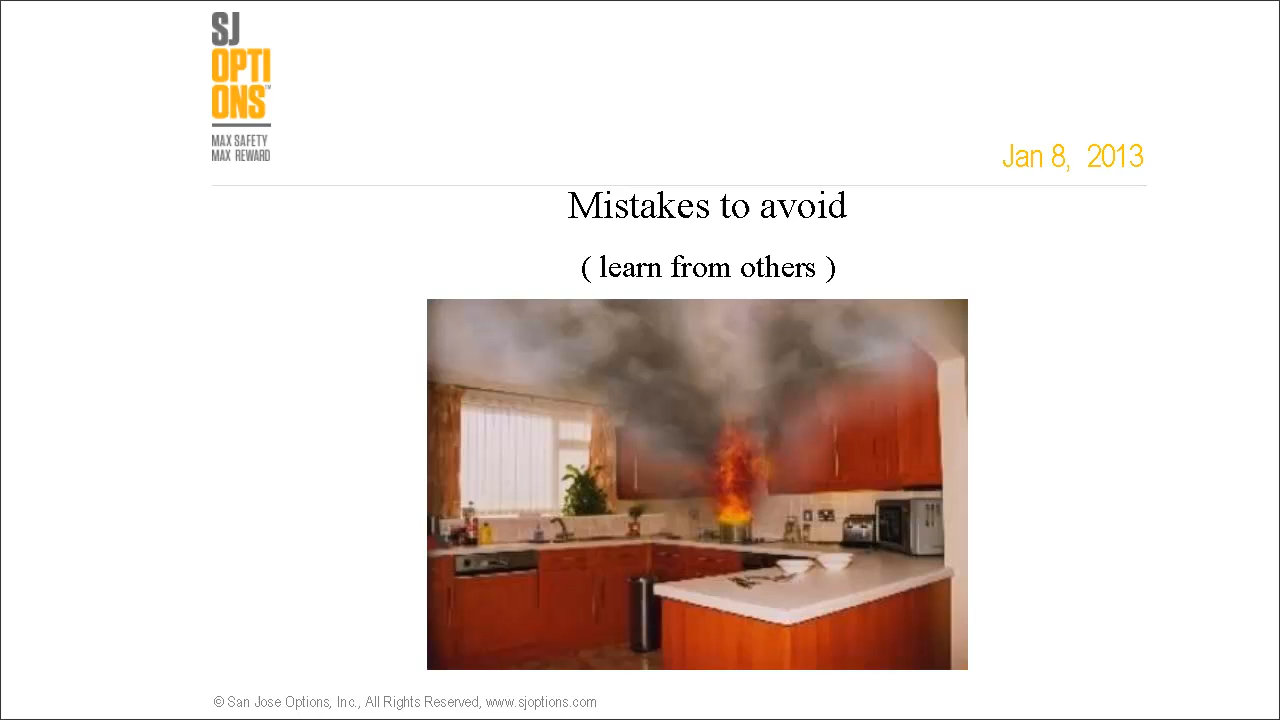 SJ
OPTI
ONS™
MAX SAFETY
MAX REWARD
Jan 8, 2013
Mistakes to avoid
( learn from others )
© San Jose Options, Inc., All Rights Reserved, www.sjoptions.com